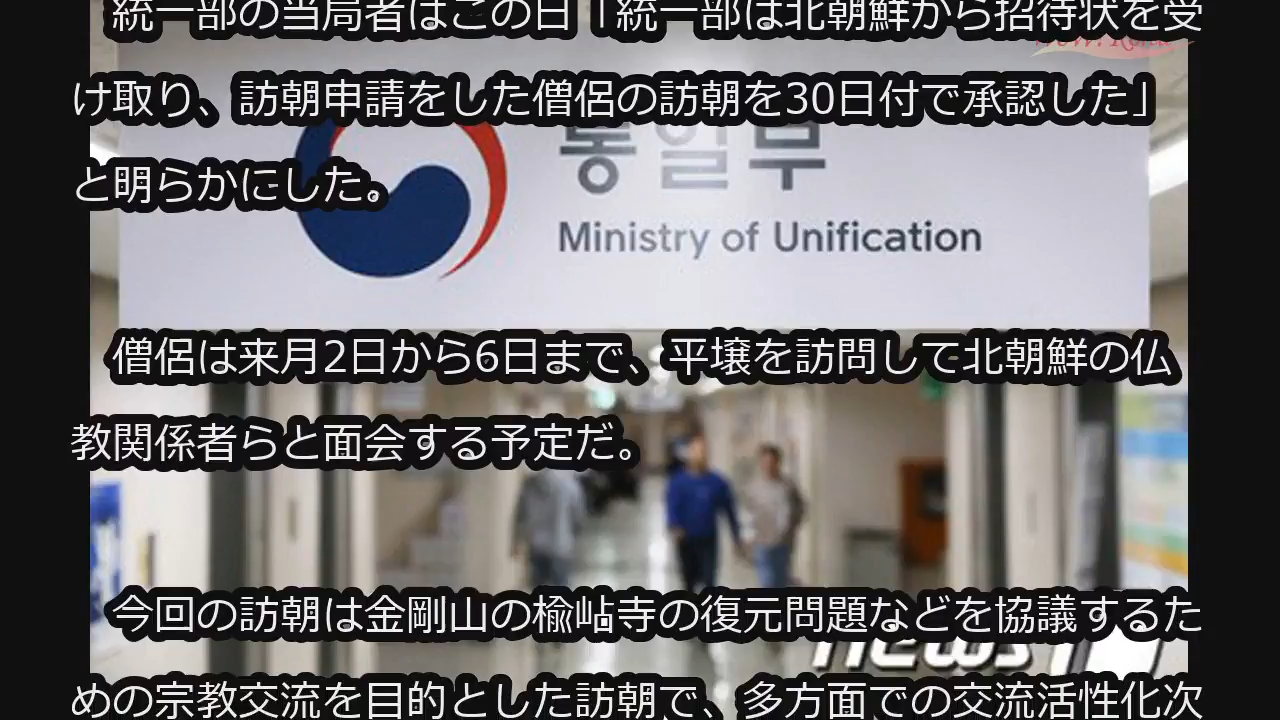 統一部の当局者はこの日「統一部は北朝鮮から招待状を受
け取り、訪朝申請をした僧侶の訪朝を30日付で承認した」
と明らかにした。
통일부
Ministry of Unification
僧侶は来月2日から6日まで、平壌を訪問して北朝鮮の仏
教関係者らと面会する予定だ。
今回の訪朝は金剛山の楡岾寺の復元問題などを協議するた
news1
めの宗教交流を目的とした訪朝で、多方面での交流活性化次